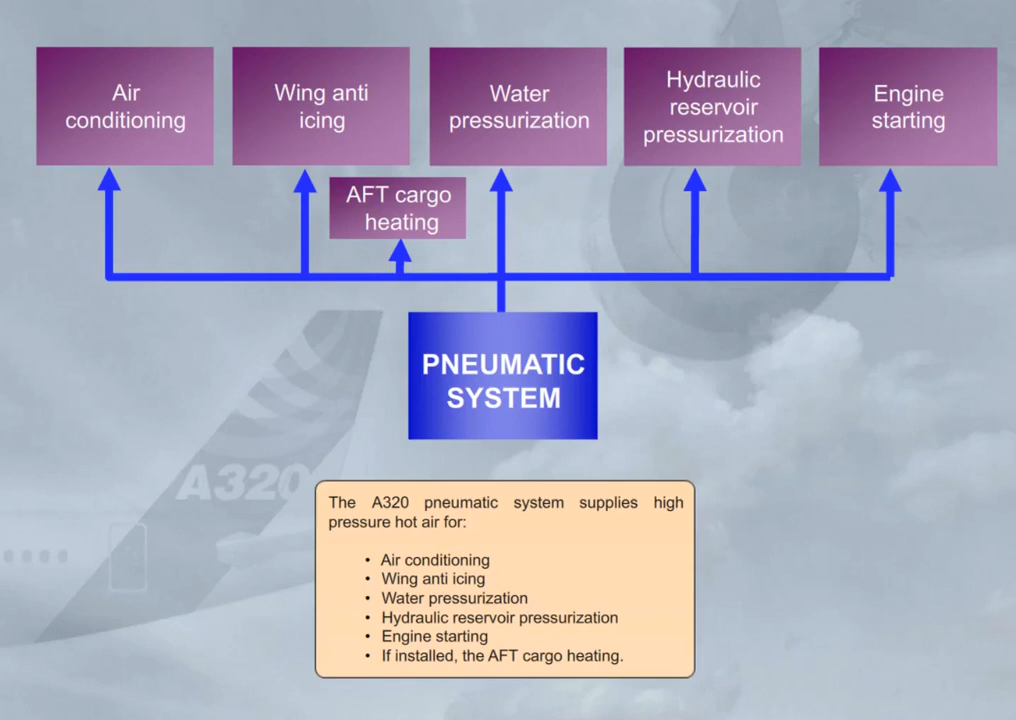 Air
conditioning
Wing anti
icing
Water
pressurization
Hydraulic
reservoir
pressurization
Engine
starting
AFT cargo
heating
PNEUMATIC
SYSTEM
A320
The A320 pneumatic system supplies high
pressure hot air for:
• Air conditioning
• Wing anti icing
• Water pressurization
• Hydraulic reservoir pressurization
• Engine starting
• If installed, the AFT cargo heating.